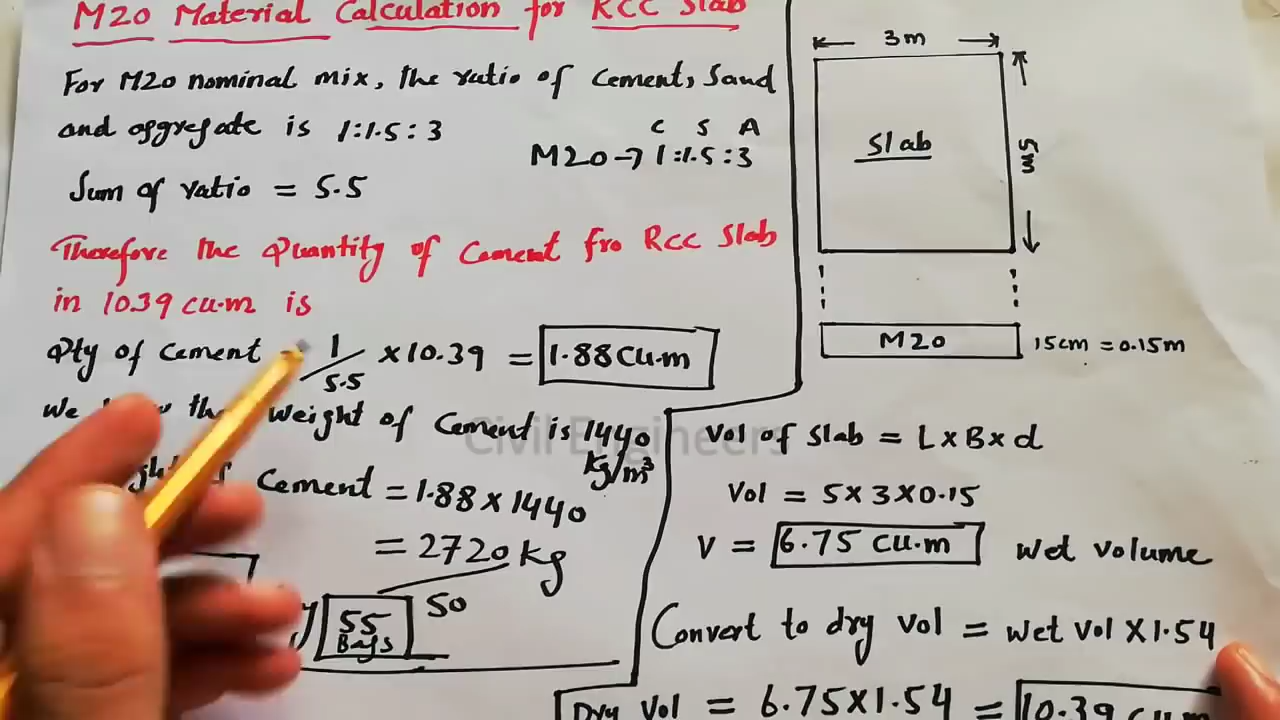 M20 Material Calculation for RCC Slab
For M20 nominal mix, the ratio of Cement, Sand
and aggregate is 1:1.5:3
C S A
M20→1:1.5:3
Sum of ratio = 5.5
Therefore the Quantity of Cement fro RCC Slab
in 10.39 cu.m is
Qty of Cement = 1/5.5 × 10.39 = 1.88 Cu.m
We the Weight of Cement is 1440
Kg/m³
Cement = 1.88 × 1440
= 2720 kg
50
55
Bags
3m
5m
Slab
M20
15cm = 0.15m
Vol of Slab = L×B×d
Vol = 5×3×0.15
V = 6.75 cu.m Wet volume
Convert to dry vol = Wet vol × 1.54
Dry Vol = 6.75×1.54 = 10.39 cu.m
Civil Engineers